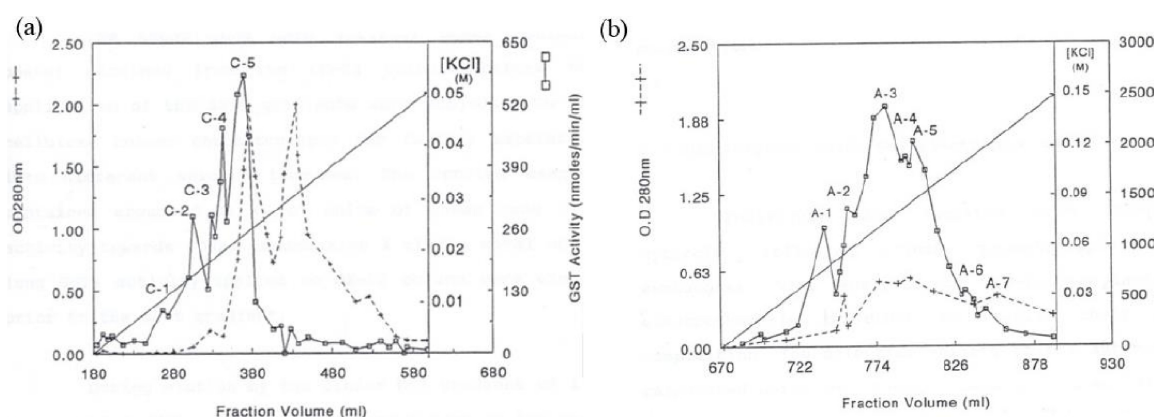 (a)
2.50
2.00
1.50
1.00
0.50
0.00
OD280nm
C-1
C-2
C-3
C-4
C-5
[KCl]
(M)
0.05
0.04
0.03
0.02
0.01
650
520
390
260
130
0
GST Activity (nmoles/min/ml)
180 280 380 480 580 680
Fraction Volume (ml)
(b)
2.50
1.88
1.25
0.63
0.00
O.D 280nm
A-1
A-2
A-3
A-4
A-5
A-6
A-7
[KCl]
(M)
0.15
0.12
0.09
0.06
0.03
3000
2500
2000
1500
1000
500
0
670 722 774 826 878 930
Fraction Volume (ml)